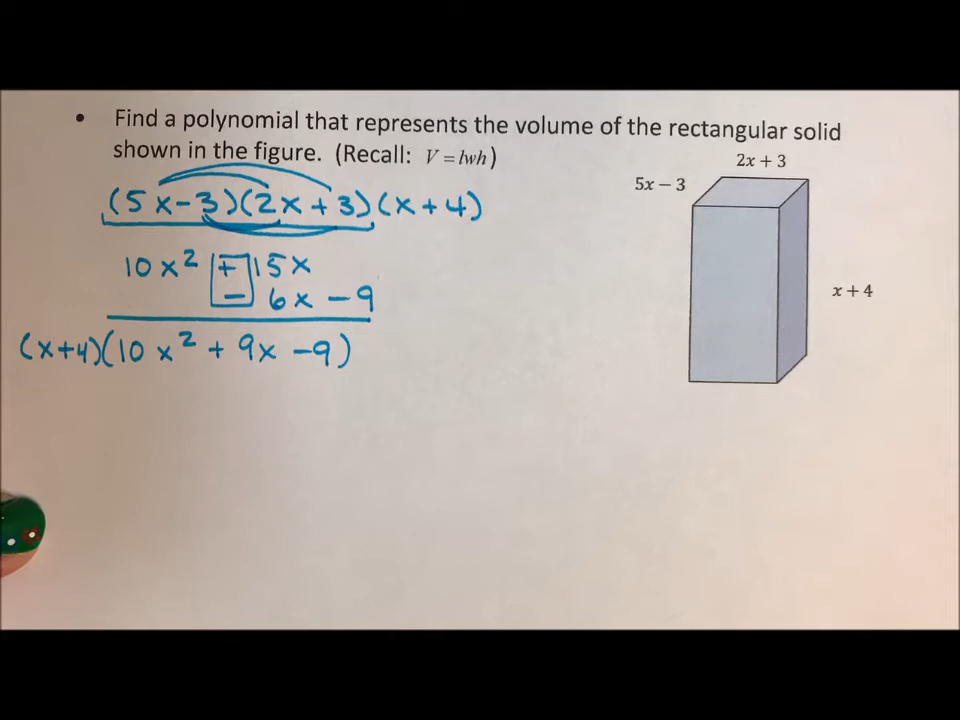 • Find a polynomial that represents the volume of the rectangular solid
shown in the figure. (Recall: V = lwh)
2x + 3
5x − 3
(5x-3)(2x+3)(x+4)
10x² + 15x
− 6x − 9
x + 4
(x+4)(10x² + 9x − 9)